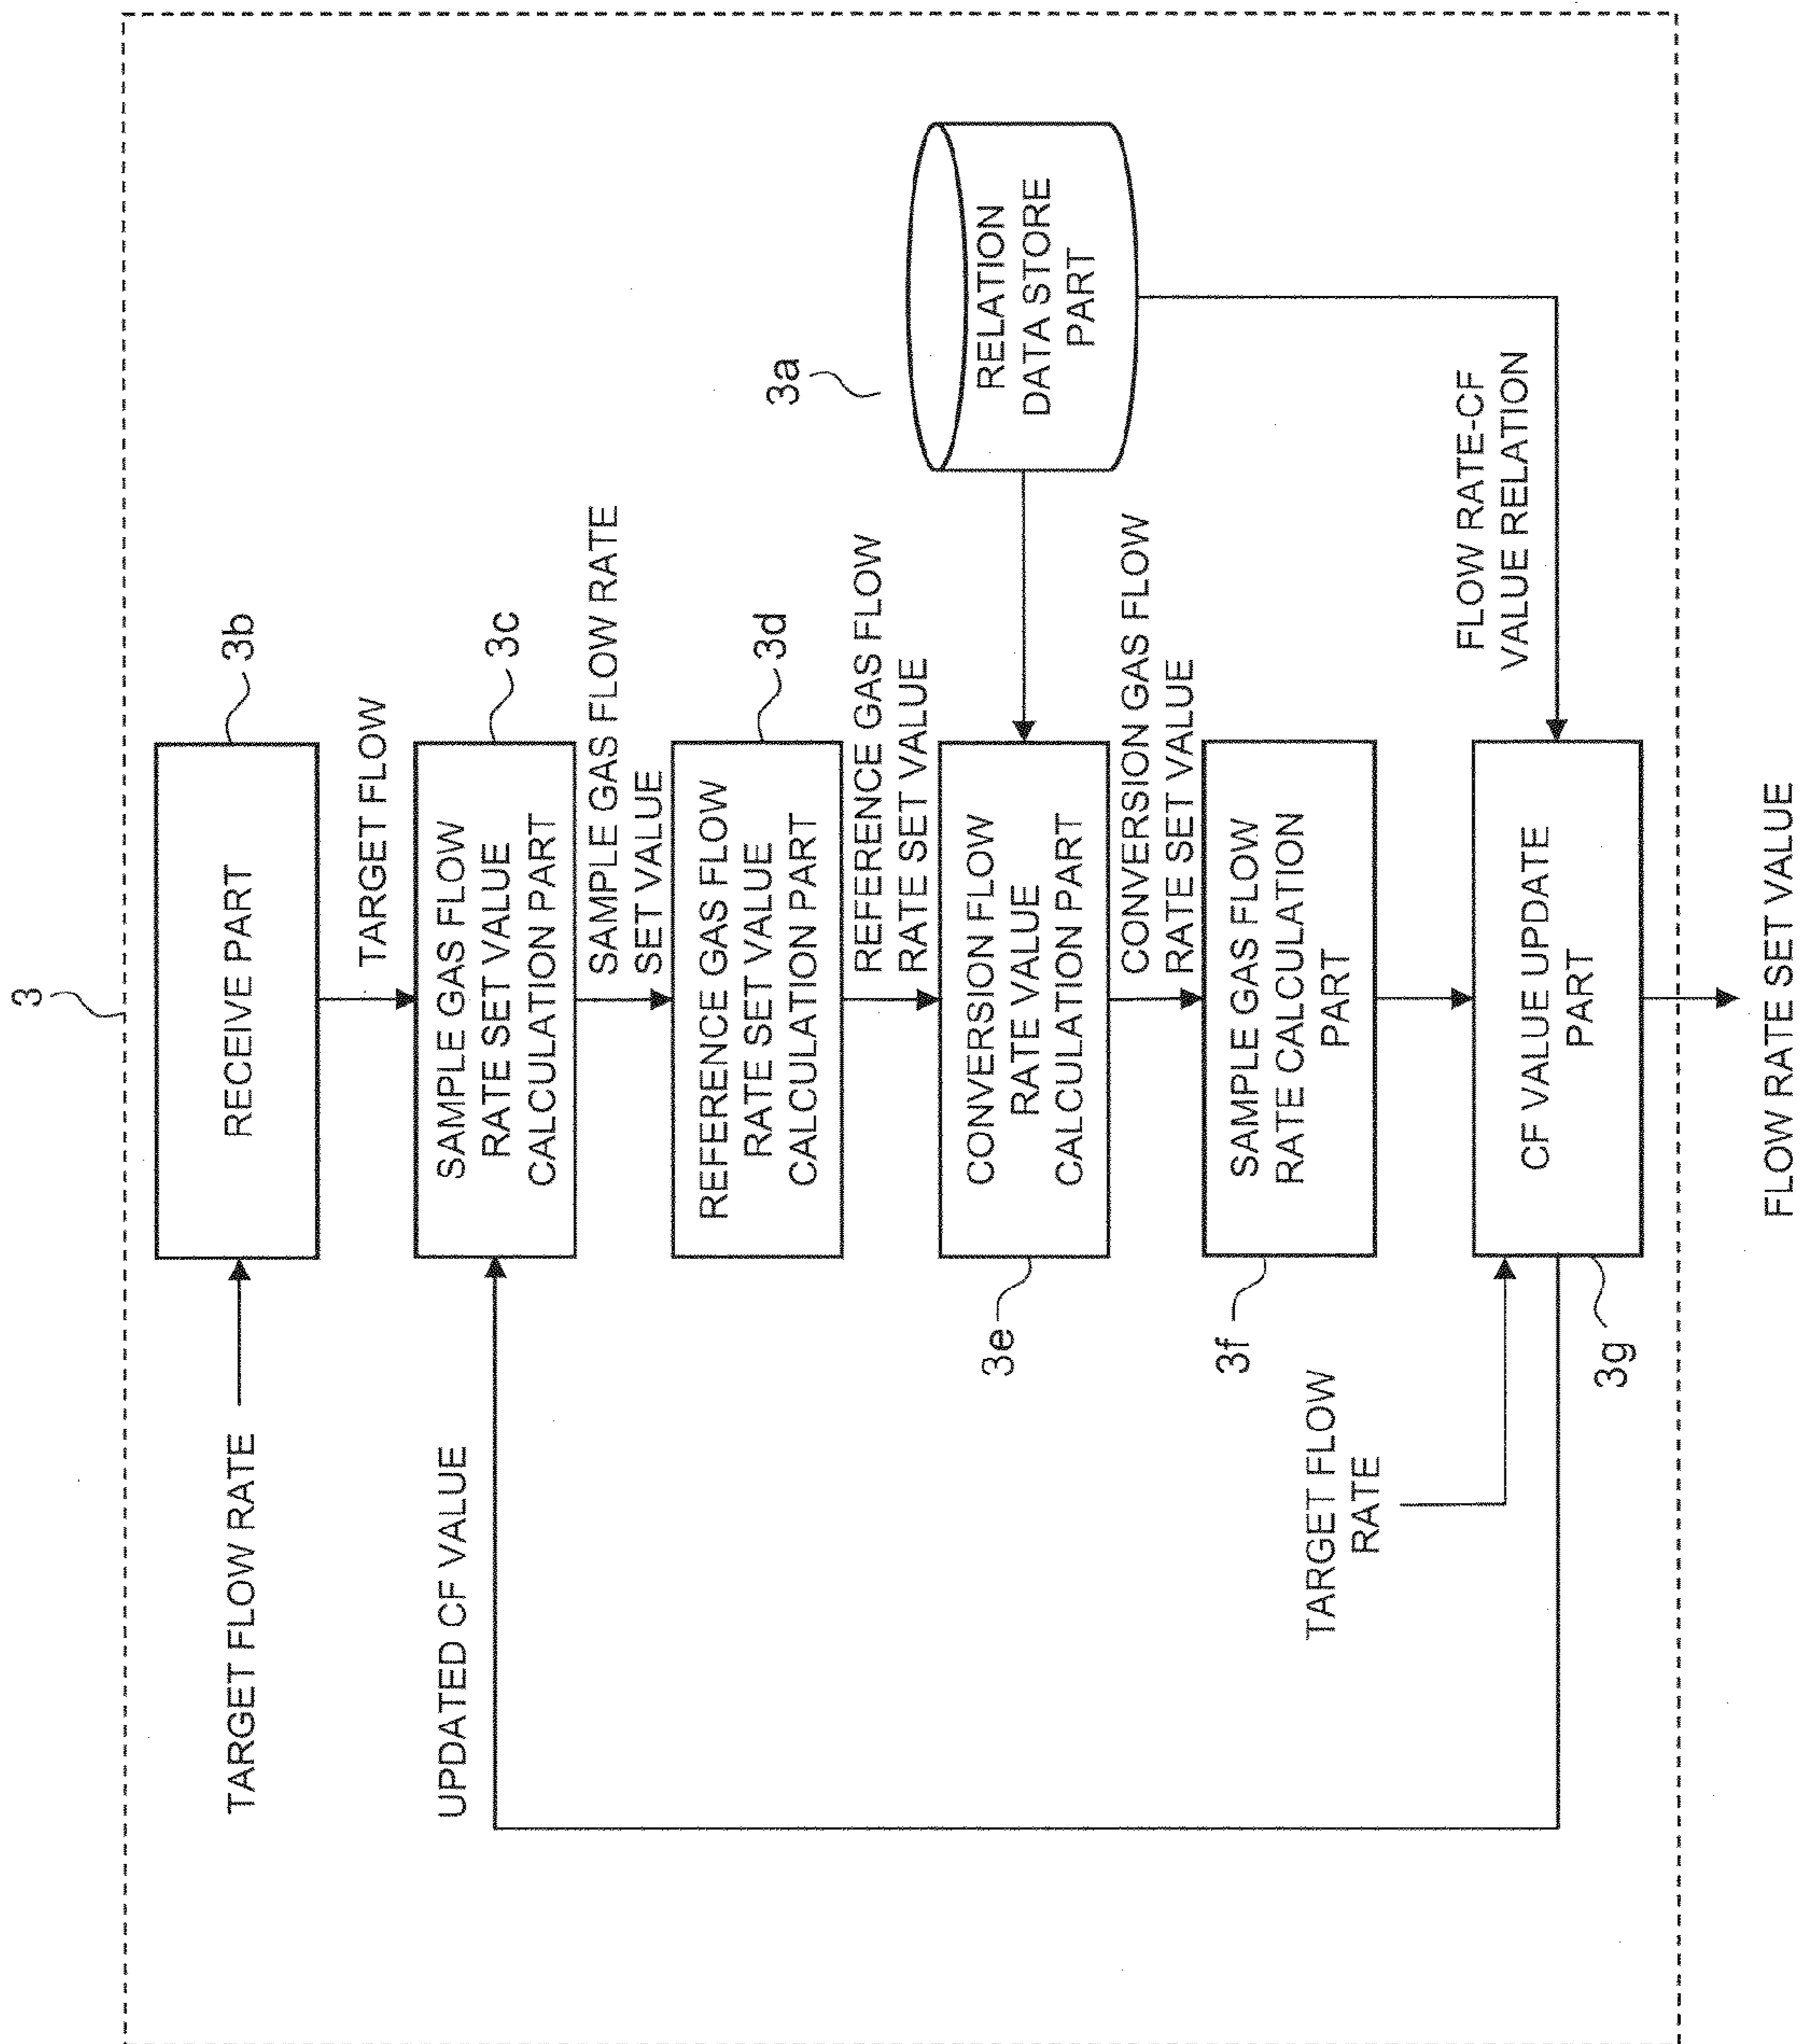 3
TARGET FLOW RATE
RECEIVE PART
3b
TARGET FLOW
UPDATED CF VALUE
SAMPLE GAS FLOW
RATE SET VALUE
CALCULATION PART
3c
SAMPLE GAS FLOW RATE
SET VALUE
REFERENCE GAS FLOW
RATE SET VALUE
CALCULATION PART
3d
REFERENCE GAS FLOW
RATE SET VALUE
3a
RELATION
DATA STORE
PART
3e
CONVERSION FLOW
RATE VALUE
CALCULATION PART
CONVERSION GAS FLOW
RATE SET VALUE
3f
SAMPLE GAS FLOW
RATE CALCULATION
PART
TARGET FLOW
RATE
FLOW RATE-CF
VALUE RELATION
3g
CF VALUE UPDATE
PART
FLOW RATE SET VALUE